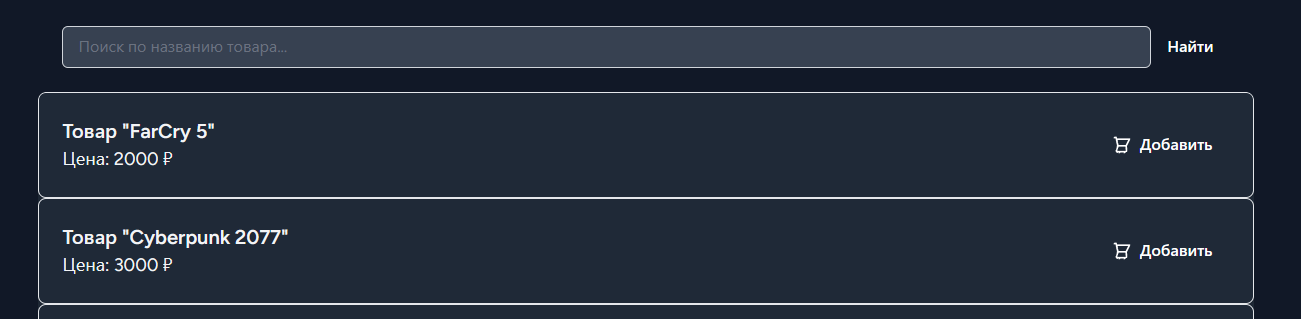 Поиск по названию товара...
Найти
Товар "FarCry 5"
Цена: 2000 ₽
Добавить
Товар "Cyberpunk 2077"
Цена: 3000 ₽
Добавить